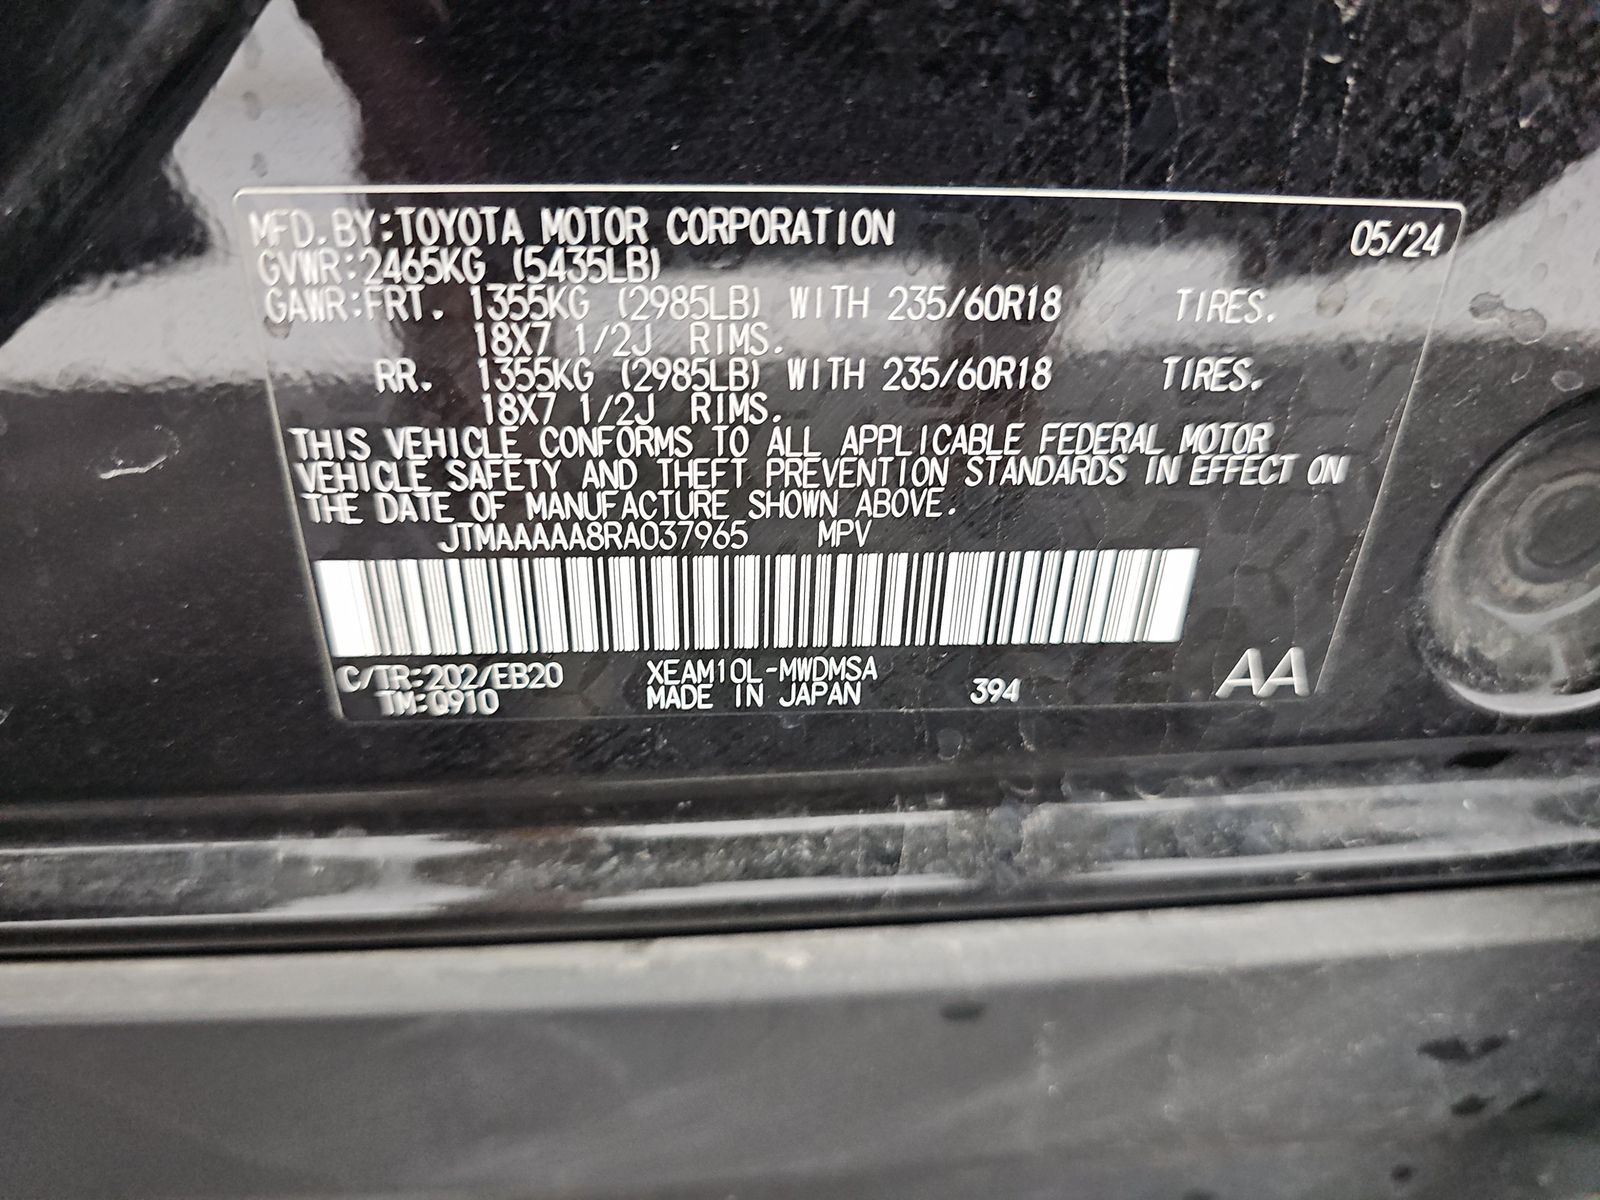 MFD. BY:TOYOTA MOTOR CORPORATION 05/24
GVWR:2465KG (5435LB)
GAWR:FRT. 1355KG (2985LB) WITH 235/60R18 TIRES.
18X7 1/2J RIMS.
RR. 1355KG (2985LB) WITH 235/60R18 TIRES.
18X7 1/2J RIMS.
THIS VEHICLE CONFORMS TO ALL APPLICABLE FEDERAL MOTOR
VEHICLE SAFETY AND THEFT PREVENTION STANDARDS IN EFFECT ON
THE DATE OF MANUFACTURE SHOWN ABOVE.
JTMAAAAA8RA037965 MPV
C/TR:202/EB20 XEAM10L-MWDMSA
TM:Q910 MADE IN JAPAN 394 AA